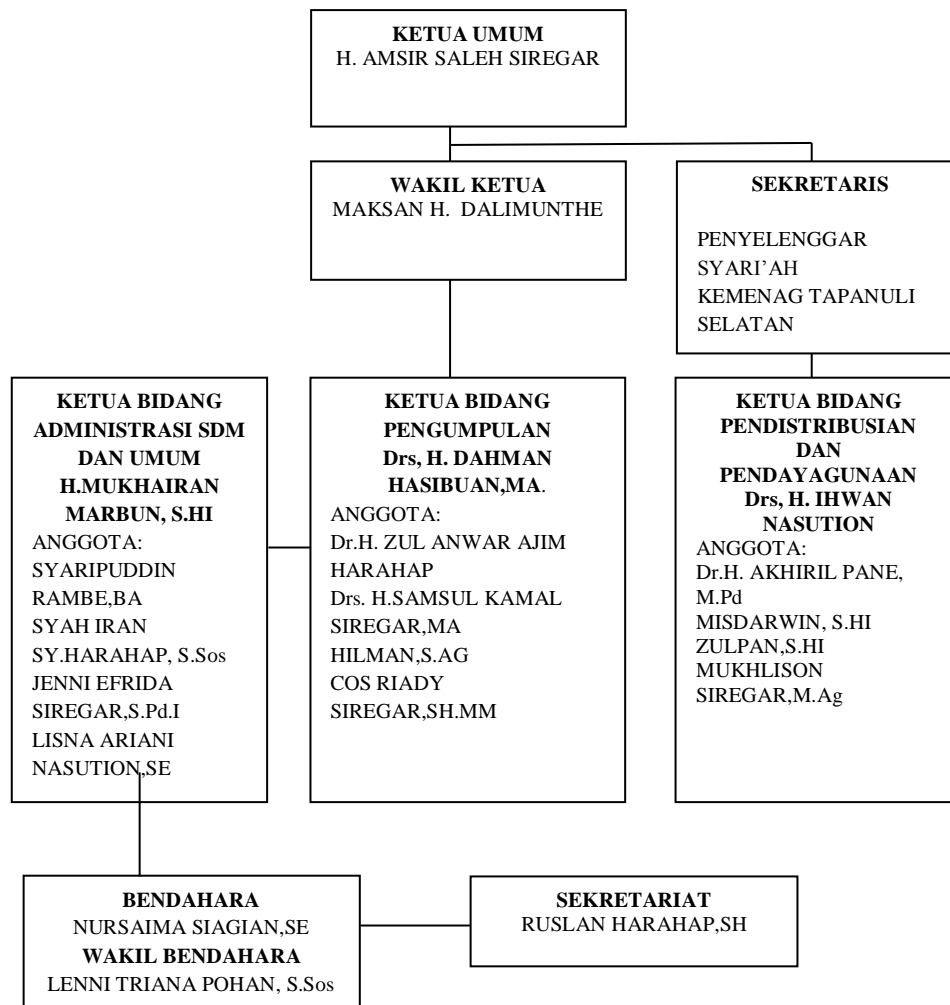 KETUA UMUM
H. AMSIR SALEH SIREGAR
WAKIL KETUA
MAKSAN H. DALIMUNTHE
SEKRETARIS
PENYELENGGAR
SYARI’AH
KEMENAG TAPANULI
SELATAN
KETUA BIDANG
ADMINISTRASI SDM
DAN UMUM
H.MUKHAIRAN
MARBUN, S.HI
ANGGOTA:
SYARIPUDDIN
RAMBE,BA
SYAH IRAN
SY.HARAHAP, S.Sos
JENNI EFRIDA
SIREGAR,S.Pd.I
LISNA ARIANI
NASUTION,SE
KETUA BIDANG
PENGUMPULAN
Drs, H. DAHMAN
HASIBUAN,MA.
ANGGOTA:
Dr.H. ZUL ANWAR AJIM
HARAHAP
Drs. H.SAMSUL KAMAL
SIREGAR,MA
HILMAN,S.AG
COS RIADY
SIREGAR,SH.MM
KETUA BIDANG
PENDISTRIBUSIAN
DAN
PENDAYAGUNAAN
Drs, H. IHWAN
NASUTION
ANGGOTA:
Dr.H. AKHIRIL PANE,
M.Pd
MISDARWIN, S.HI
ZULPAN,S.HI
MUKHLISON
SIREGAR,M.Ag
BENDAHARA
NURSAIMA SIAGIAN,SE
WAKIL BENDAHARA
LENNI TRIANA POHAN, S.Sos
SEKRETARIAT
RUSLAN HARAHAP,SH